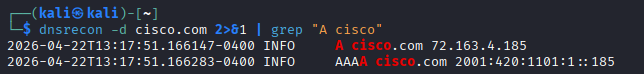 ┌──(kali㉿kali)-[~]
└─$ dnsrecon -d cisco.com 2>&1 | grep "A cisco"
2026-04-22T13:17:51.166147-0400 INFO     A cisco.com 72.163.4.185
2026-04-22T13:17:51.166283-0400 INFO     AAAA cisco.com 2001:420:1101:1::185